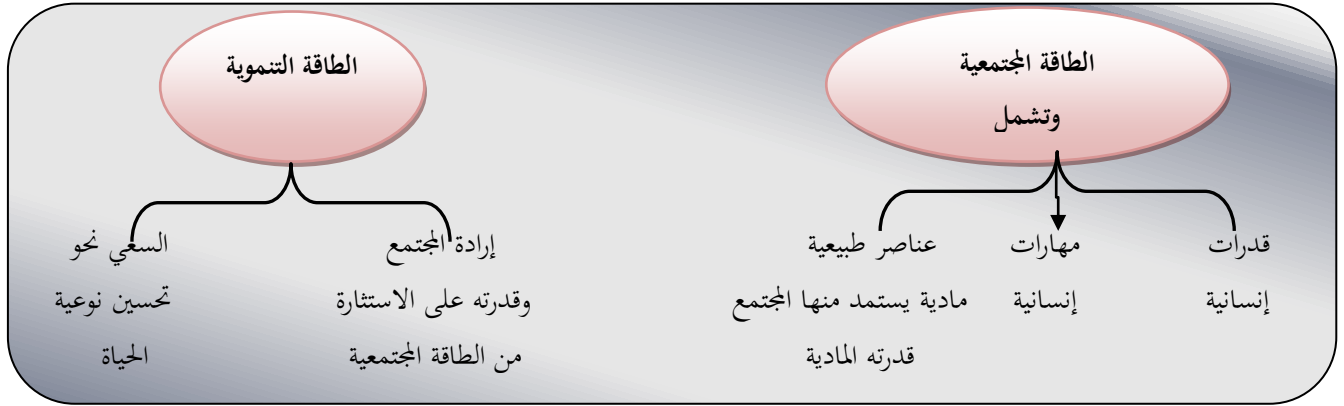 الطاقة المجتمعية
وتشمل
قدرات
إنسانية
مهارات
إنسانية
عناصر طبيعية
مادية يستمد منها المجتمع
قدرته المادية
الطاقة التنموية
إرادة المجتمع
وقدرته على الاستثارة
من الطاقة المجتمعية
السعي نحو
تحسين نوعية
الحياة